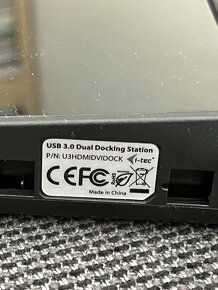 USB 3.0 Dual Docking Station
P/N: U3HDMIDVIDOCK i-tec
CE FC
Made in China